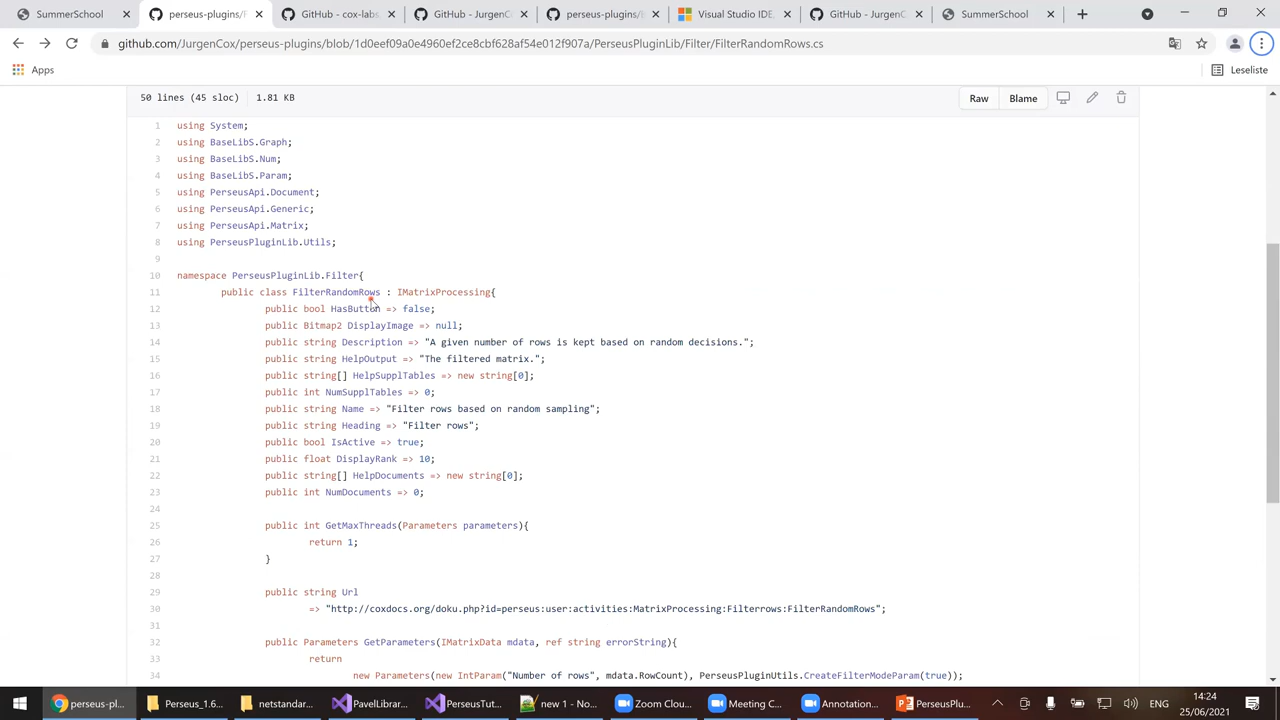 SummerSchool
perseus-plugins/F
GitHub - cox-labs
GitHub - JurgenC
perseus-plugins/
Visual Studio IDE,
GitHub - JurgenC
SummerSchool
github.com/JurgenCox/perseus-plugins/blob/1d0eef09a0e4960ef2ce8cbf628af54e012f907a/PerseusPluginLib/Filter/FilterRandomRows.cs
Apps
Leseliste
50 lines (45 sloc) 1.81 KB
Raw Blame
1 using System;
2 using BaseLibS.Graph;
3 using BaseLibS.Num;
4 using BaseLibS.Param;
5 using PerseusApi.Document;
6 using PerseusApi.Generic;
7 using PerseusApi.Matrix;
8 using PerseusPluginLib.Utils;
9
10 namespace PerseusPluginLib.Filter{
11 public class FilterRandomRows : IMatrixProcessing{
12 public bool HasButton => false;
13 public Bitmap2 DisplayImage => null;
14 public string Description => "A given number of rows is kept based on random decisions.";
15 public string HelpOutput => "The filtered matrix.";
16 public string[] HelpSupplTables => new string[0];
17 public int NumSupplTables => 0;
18 public string Name => "Filter rows based on random sampling";
19 public string Heading => "Filter rows";
20 public bool IsActive => true;
21 public float DisplayRank => 10;
22 public string[] HelpDocuments => new string[0];
23 public int NumDocuments => 0;
24
25 public int GetMaxThreads(Parameters parameters){
26 return 1;
27 }
28
29 public string Url
30 => "http://coxdocs.org/doku.php?id=perseus:user:activities:MatrixProcessing:Filterrows:FilterRandomRows";
31
32 public Parameters GetParameters(IMatrixData mdata, ref string errorString){
33 return
34 new Parameters(new IntParam("Number of rows", mdata.RowCount), PerseusPluginUtils.CreateFilterModeParam(true));
perseus-pl...
Perseus_1.6...
netstandar...
PavelLibrar...
PerseusTut...
new 1 - No...
Zoom Clou...
Meeting C...
Annotation...
PerseusPlu...
ENG
14:24
25/06/2021